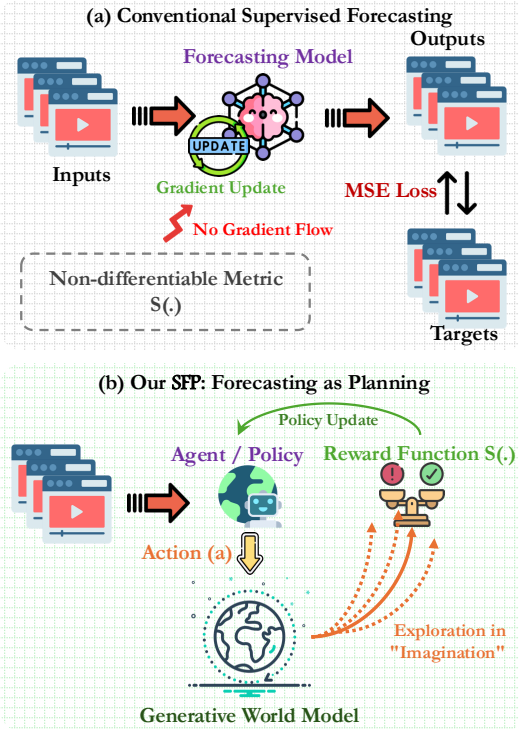 (a) Conventional Supervised Forecasting
Forecasting Model
Outputs
Inputs
UPDATE
Gradient Update
MSE Loss
No Gradient Flow
Non-differentiable Metric
S(.)
Targets
(b) Our SFP: Forecasting as Planning
Policy Update
Agent / Policy
Reward Function S(.)
Action (a)
Exploration in
"Imagination"
Generative World Model